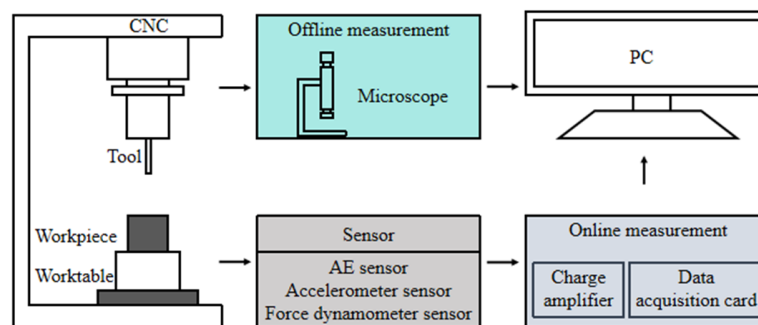 CNC
Tool
Workpiece
Worktable
Offline measurement
Microscope
PC
Sensor
AE sensor
Accelerometer sensor
Force dynamometer sensor
Online measurement
Charge
amplifier
Data
acquisition card